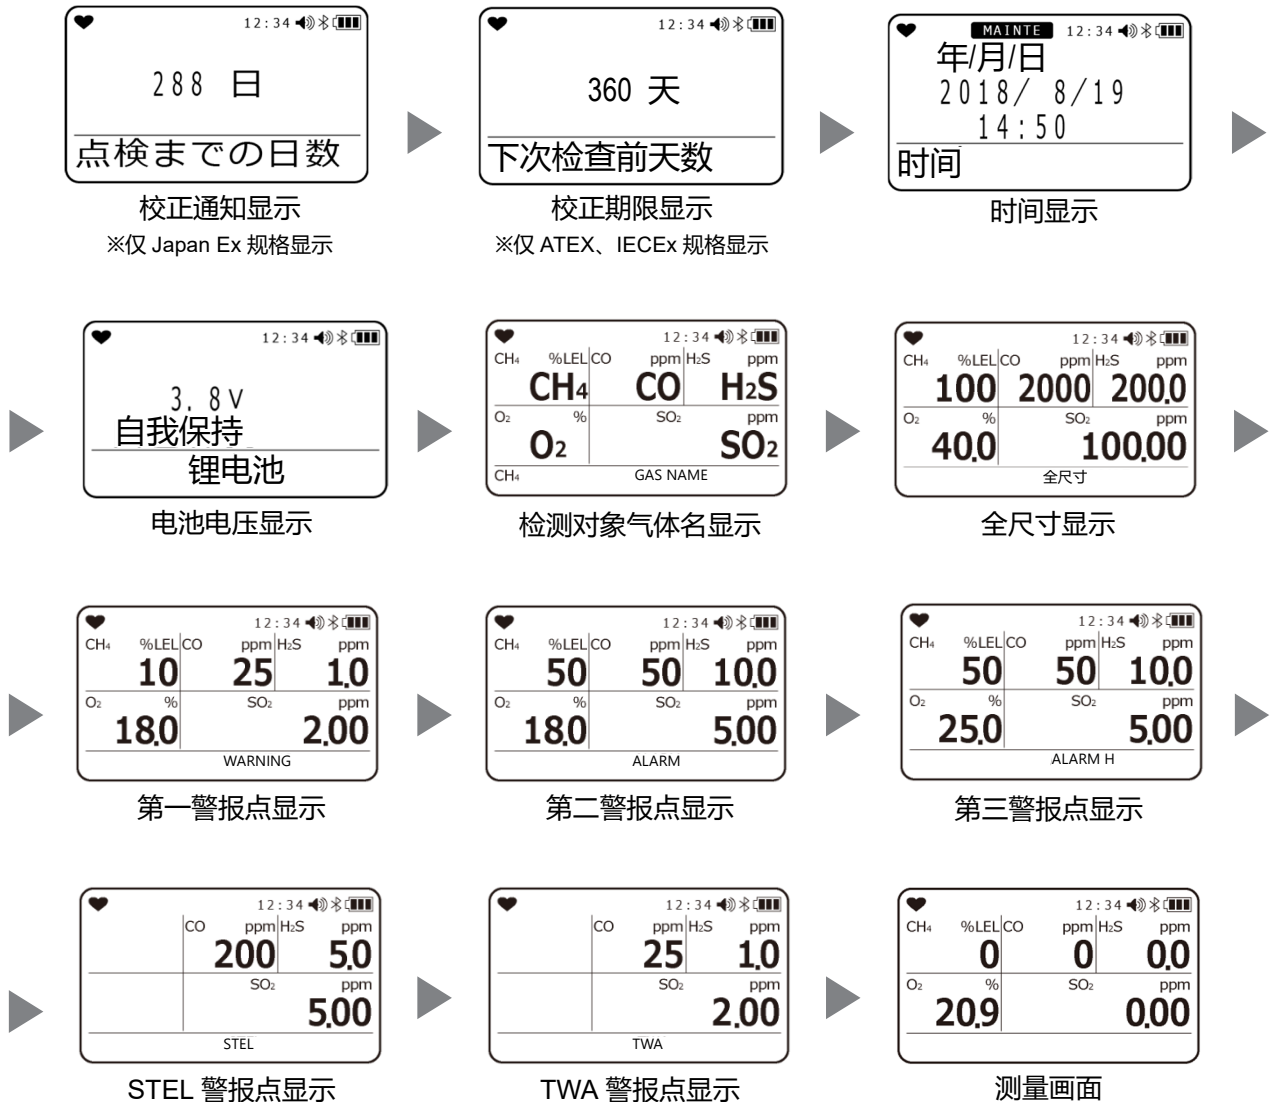 12:34
288 日
点検までの日数
校正通知显示
※仅 Japan Ex 规格显示
12:34
360 天
下次检查前天数
校正期限显示
※仅 ATEX、IECEx 规格显示
MAINTE 12:34
年/月/日
2018/ 8/19
14:50
时间
时间显示
12:34
3. 8V
自我保持
锂电池
电池电压显示
12:34
CH4 %LEL CO ppm H2S ppm
CH4 CO H2S
O2 % SO2 ppm
O2 SO2
CH4 GAS NAME
检测对象气体名显示
12:34
CH4 %LEL CO ppm H2S ppm
100 2000 200.0
O2 % SO2 ppm
40.0 100.00
全尺寸
全尺寸显示
12:34
CH4 %LEL CO ppm H2S ppm
10 25 1.0
O2 % SO2 ppm
18.0 2.00
WARNING
第一警报点显示
12:34
CH4 %LEL CO ppm H2S ppm
50 50 10.0
O2 % SO2 ppm
18.0 5.00
ALARM
第二警报点显示
12:34
CH4 %LEL CO ppm H2S ppm
50 50 10.0
O2 % SO2 ppm
25.0 5.00
ALARM H
第三警报点显示
12:34
CO ppm H2S ppm
200 5.0
SO2 ppm
5.00
STEL
STEL 警报点显示
12:34
CO ppm H2S ppm
25 1.0
SO2 ppm
2.00
TWA
TWA 警报点显示
12:34
CH4 %LEL CO ppm H2S ppm
0 0 0.0
O2 % SO2 ppm
20.9 0.00
测量画面